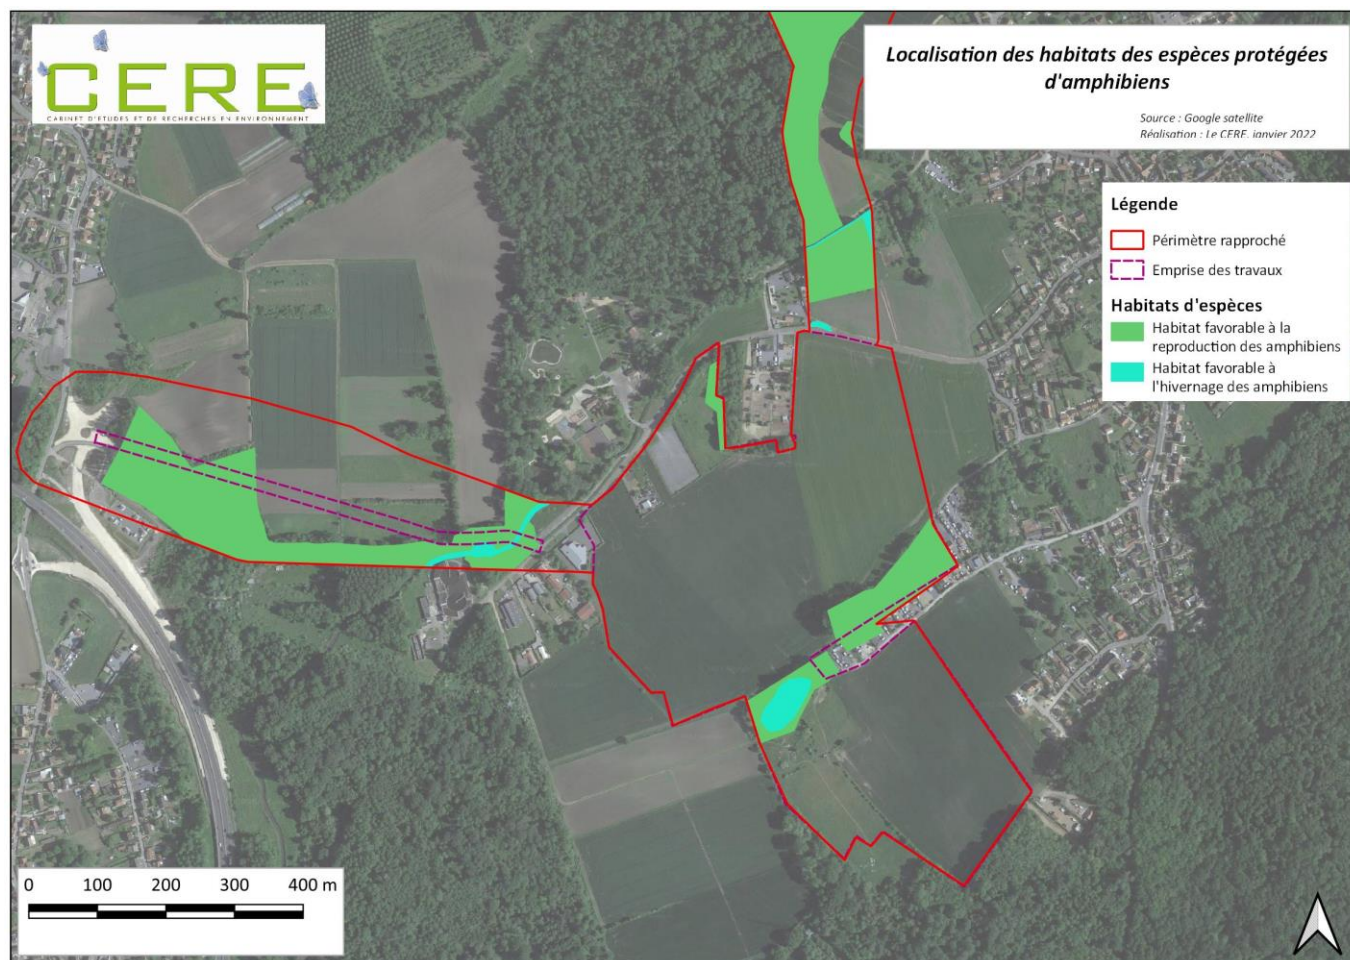 CERE
CABINET D'ETUDES ET DE RECHERCHES EN ENVIRONNEMENT
Localisation des habitats des espèces protégées
d'amphibiens
Source : Google satellite
Réalisation : Le CERE, janvier 2022
Légende
Périmètre rapproché
Emprise des travaux
Habitats d'espèces
Habitat favorable à la
reproduction des amphibiens
Habitat favorable à
l'hivernage des amphibiens
0 100 200 300 400 m